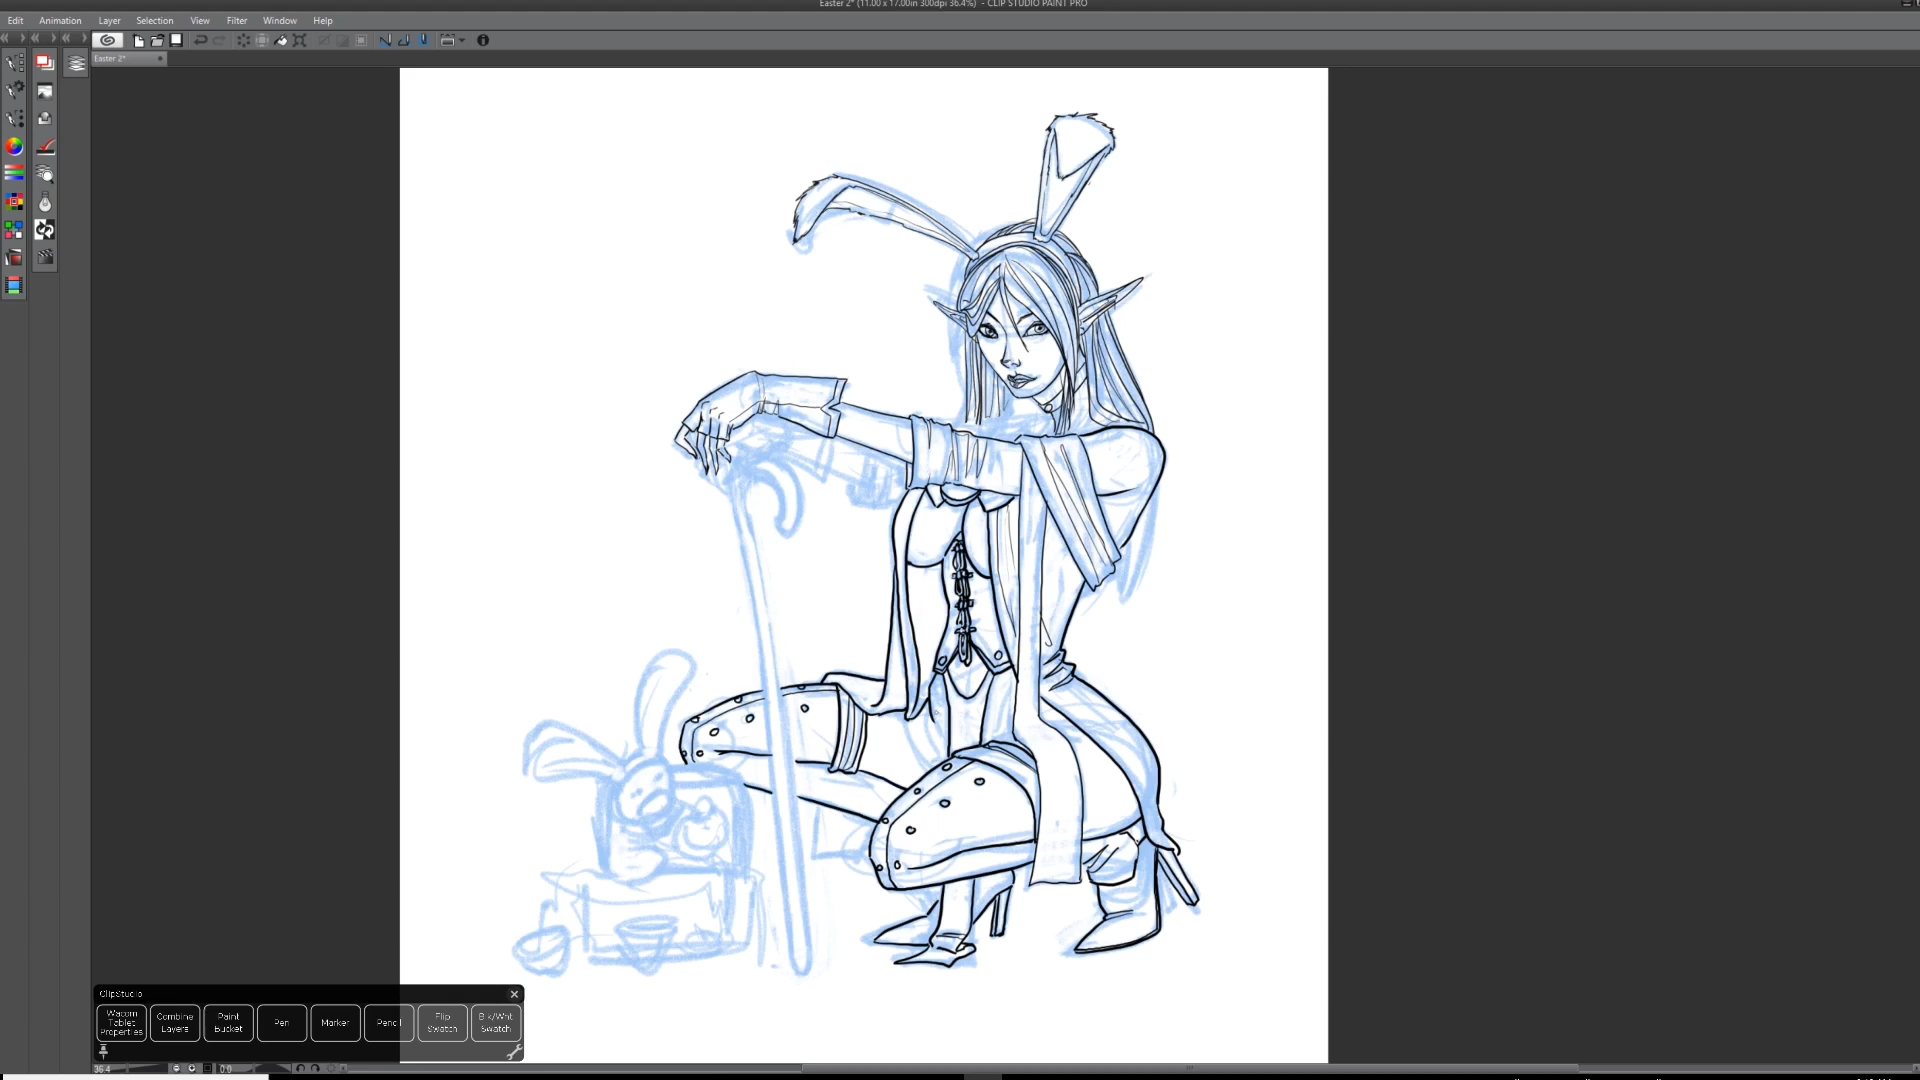 Easter 2* (11.00 x 17.00in 300dpi 36.4%) - CLIP STUDIO PAINT PRO
Edit Animation Layer Selection View Filter Window Help
Easter 2*
ClipStudio
Wacom Tablet Properties
Combine Layers
Paint Bucket
Pen
Marker
Pencil
Flip Swatch
Blk/Wht Swatch
36.4
0.0